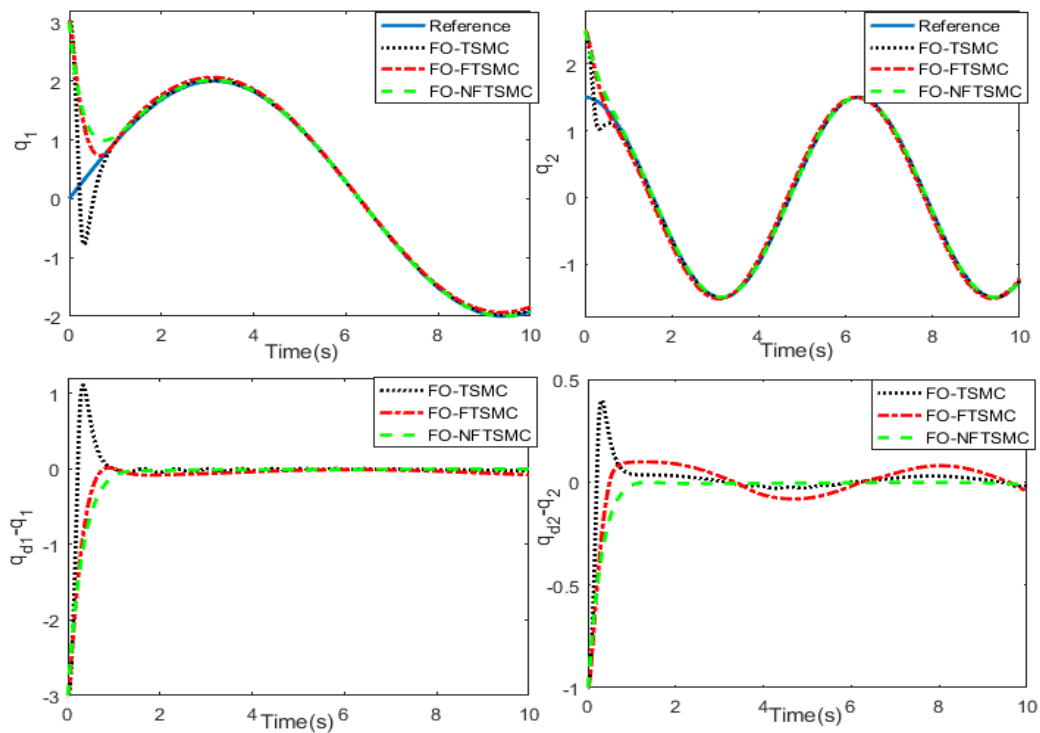 3
2
1
0
-1
-2
q1
0
2
4
6
8
10
Time(s)
Reference
FO-TSMC
FO-FTSMC
FO-NFTSMC
2
1
0
-1
q2
0
2
4
6
8
10
Time(s)
Reference
FO-TSMC
FO-FTSMC
FO-NFTSMC
1
0
-1
-2
-3
qd1-q1
0
2
4
6
8
10
Time(s)
FO-TSMC
FO-FTSMC
FO-NFTSMC
0.5
0
-0.5
-1
qd2-q2
0
2
4
6
8
10
Time(s)
FO-TSMC
FO-FTSMC
FO-NFTSMC